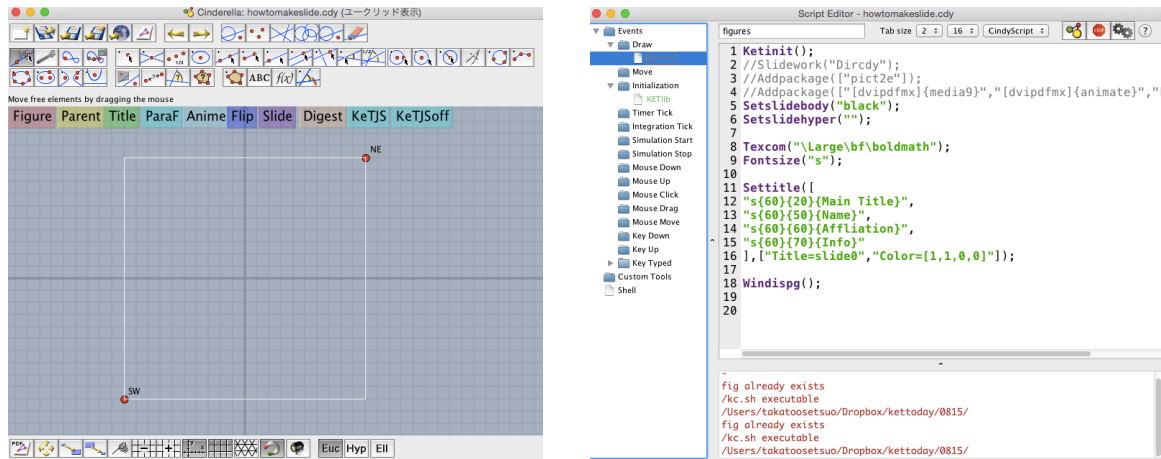 Cinderella: howtomakeslide.cdy (ユークリッド表示)
ABC f(x)
Move free elements by dragging the mouse
Figure Parent Title ParaF Anime Flip Slide Digest KeTJS KeTJSoff
NE
SW
PDF
Euc Hyp Ell
Script Editor - howtomakeslide.cdy
Events
Draw
Move
Initialization
KETlib
Timer Tick
Integration Tick
Simulation Start
Simulation Stop
Mouse Down
Mouse Up
Mouse Click
Mouse Drag
Mouse Move
Key Down
Key Up
Key Typed
Custom Tools
Shell
figures Tab size 2 16 CindyScript STOP ?
1 Ketinit();
2 //Slidework("Dircdy");
3 //Addpackage(["pict2e"]);
4 //Addpackage(["[dvipdfmx]{media9}","[dvipdfmx]{animate}","
5 Setslidebody("black");
6 Setslidehyper("");
7
8 Texcom("\Large\bf\boldmath");
9 Fontsize("s");
10
11 Settitle([
12 "s{60}{20}{Main Title}",
13 "s{60}{50}{Name}",
14 "s{60}{60}{Affliation}",
15 "s{60}{70}{Info}"
16 ],["Title=slide0","Color=[1,1,0,0]"]);
17
18 Windispg();
19
20
fig already exists
/kc.sh executable
/Users/takatoosetsuo/Dropbox/kettoday/0815/
fig already exists
/kc.sh executable
/Users/takatoosetsuo/Dropbox/kettoday/0815/